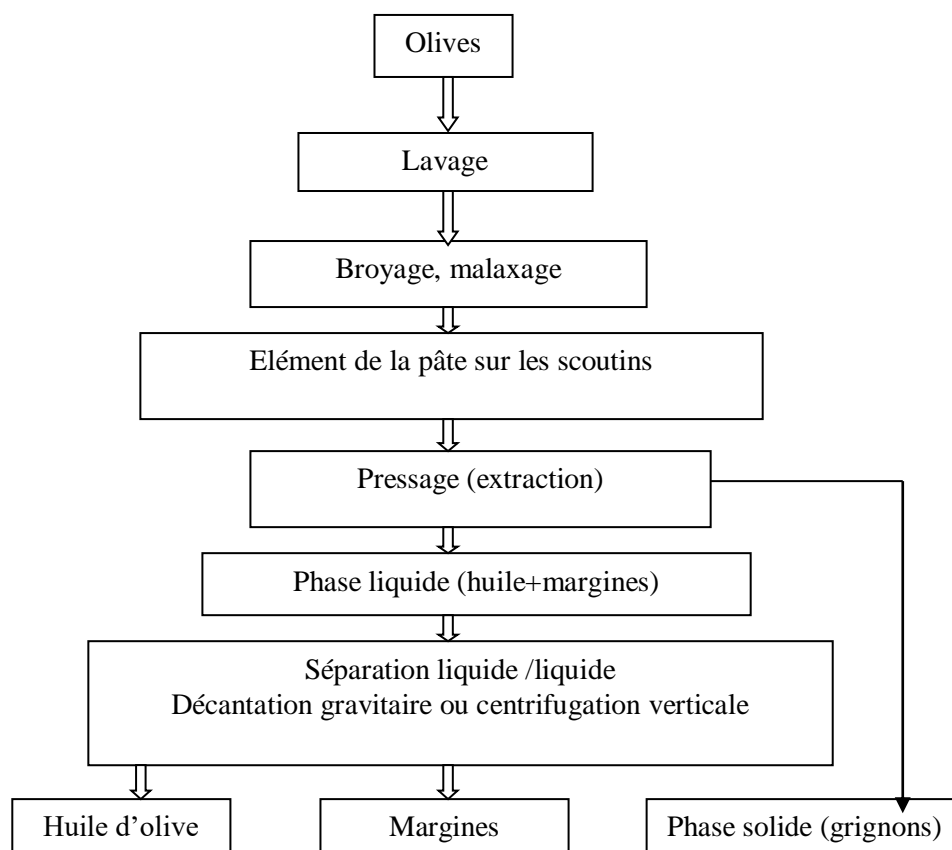 Olives
Lavage
Broyage, malaxage
Elément de la pâte sur les scoutins
Pressage (extraction)
Phase liquide (huile+margines)
Séparation liquide /liquide
Décantation gravitaire ou centrifugation verticale
Huile d’olive
Margines
Phase solide (grignons)